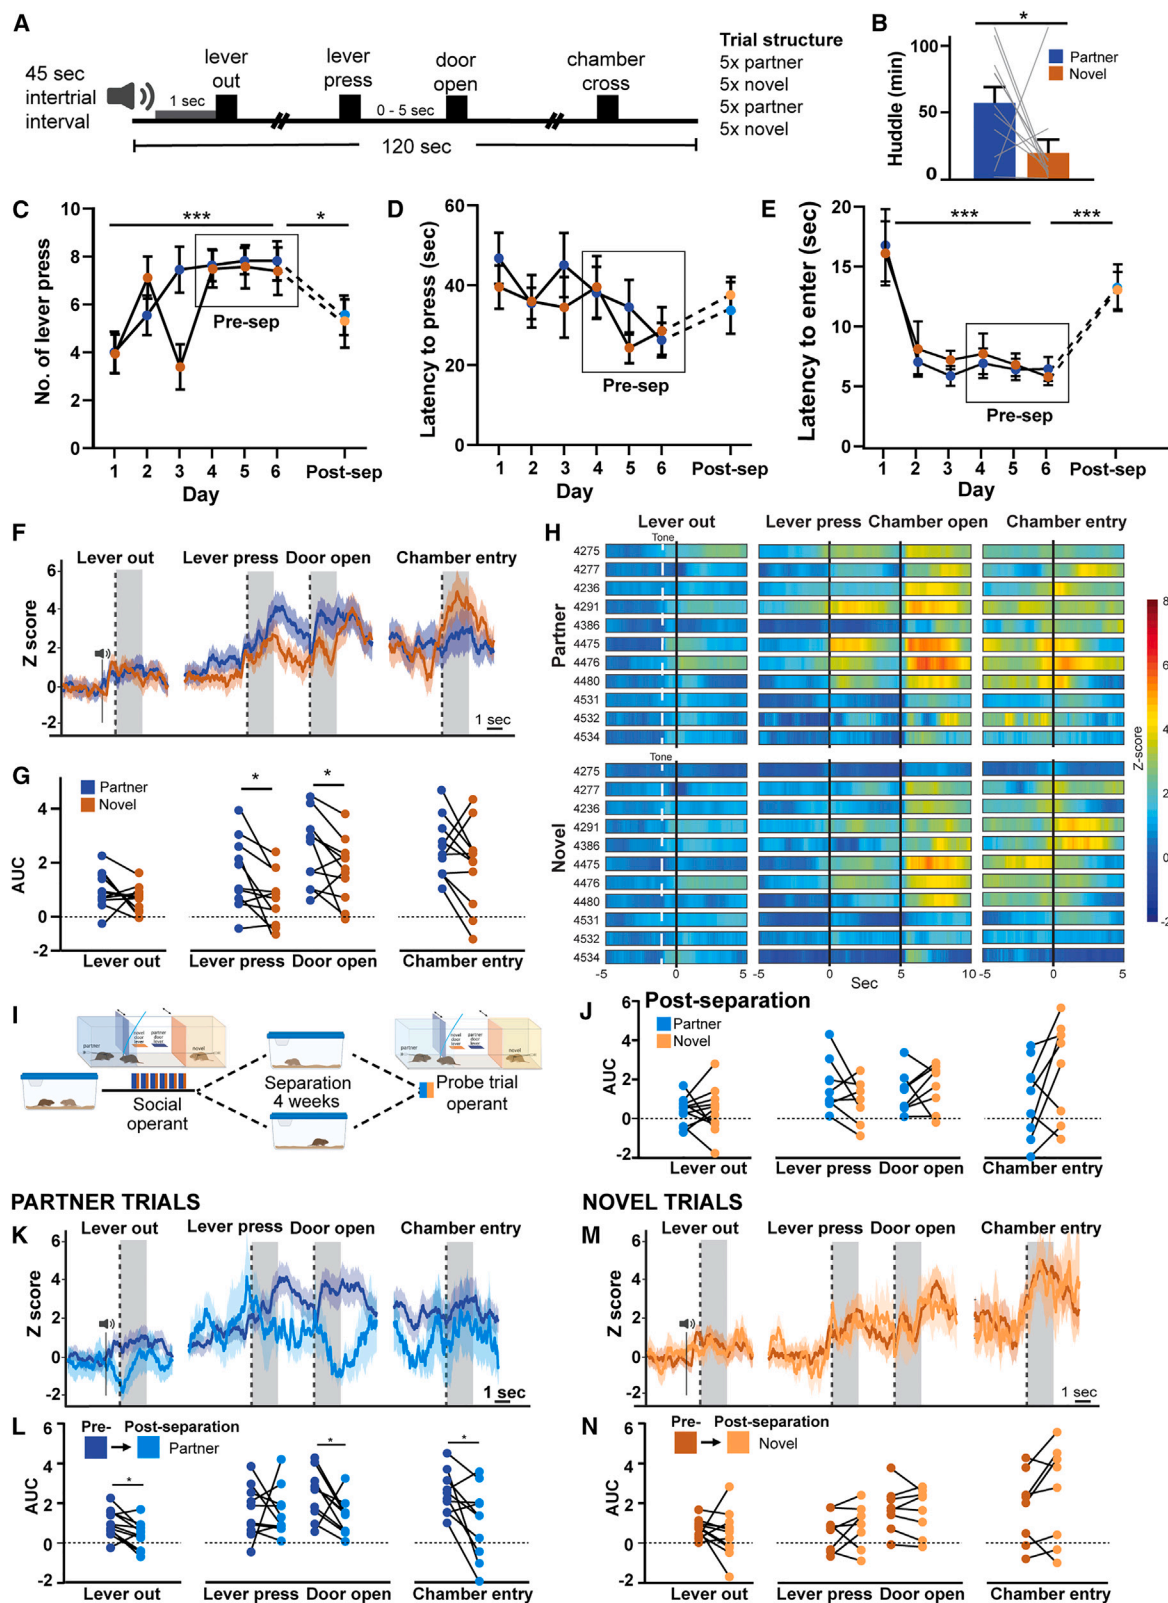 A
45 sec
intertrial
interval
1 sec
lever
out
lever
press
0 - 5 sec
door
open
chamber
cross
120 sec
Trial structure
5x partner
5x novel
5x partner
5x novel
B
*
Huddle (min)
100
50
0
Partner
Novel
C
No. of lever press
10
8
6
4
2
0
***
*
Pre-sep
1 2 3 4 5 6 Post-sep
Day
D
Latency to press (sec)
60
40
20
0
Pre-sep
1 2 3 4 5 6 Post-sep
Day
E
Latency to enter (sec)
20
15
10
5
0
***
***
Pre-sep
1 2 3 4 5 6 Post-sep
Day
F
Lever out Lever press Door open Chamber entry
Z score
6
4
2
0
-2
1 sec
G
Partner
Novel
AUC
4
2
0
-2
*
*
Lever out Lever press Door open Chamber entry
H
Lever out Lever press Chamber open Chamber entry
Tone
Partner
4275
4277
4236
4291
4386
4475
4476
4480
4531
4532
4534
Tone
Novel
4275
4277
4236
4291
4386
4475
4476
4480
4531
4532
4534
-5 0 5 0 5 10 -5 0 5
Sec
Z-score
8
6
4
2
0
-2
I
partner
novel
door
lever
partner
door
lever
novel
Social
operant
Separation
4 weeks
partner
novel
Probe trial
operant
J
Post-separation
Partner
Novel
AUC
6
4
2
0
-2
Lever out Lever press Door open Chamber entry
PARTNER TRIALS
K
Lever out Lever press Door open Chamber entry
Z score
6
4
2
0
-2
1 sec
L
Pre- Post-separation
Partner
AUC
6
4
2
0
-2
*
*
*
Lever out Lever press Door open Chamber entry
NOVEL TRIALS
M
Lever out Lever press Door open Chamber entry
Z score
6
4
2
0
-2
1 sec
N
Pre- Post-separation
Novel
AUC
6
4
2
0
-2
Lever out Lever press Door open Chamber entry